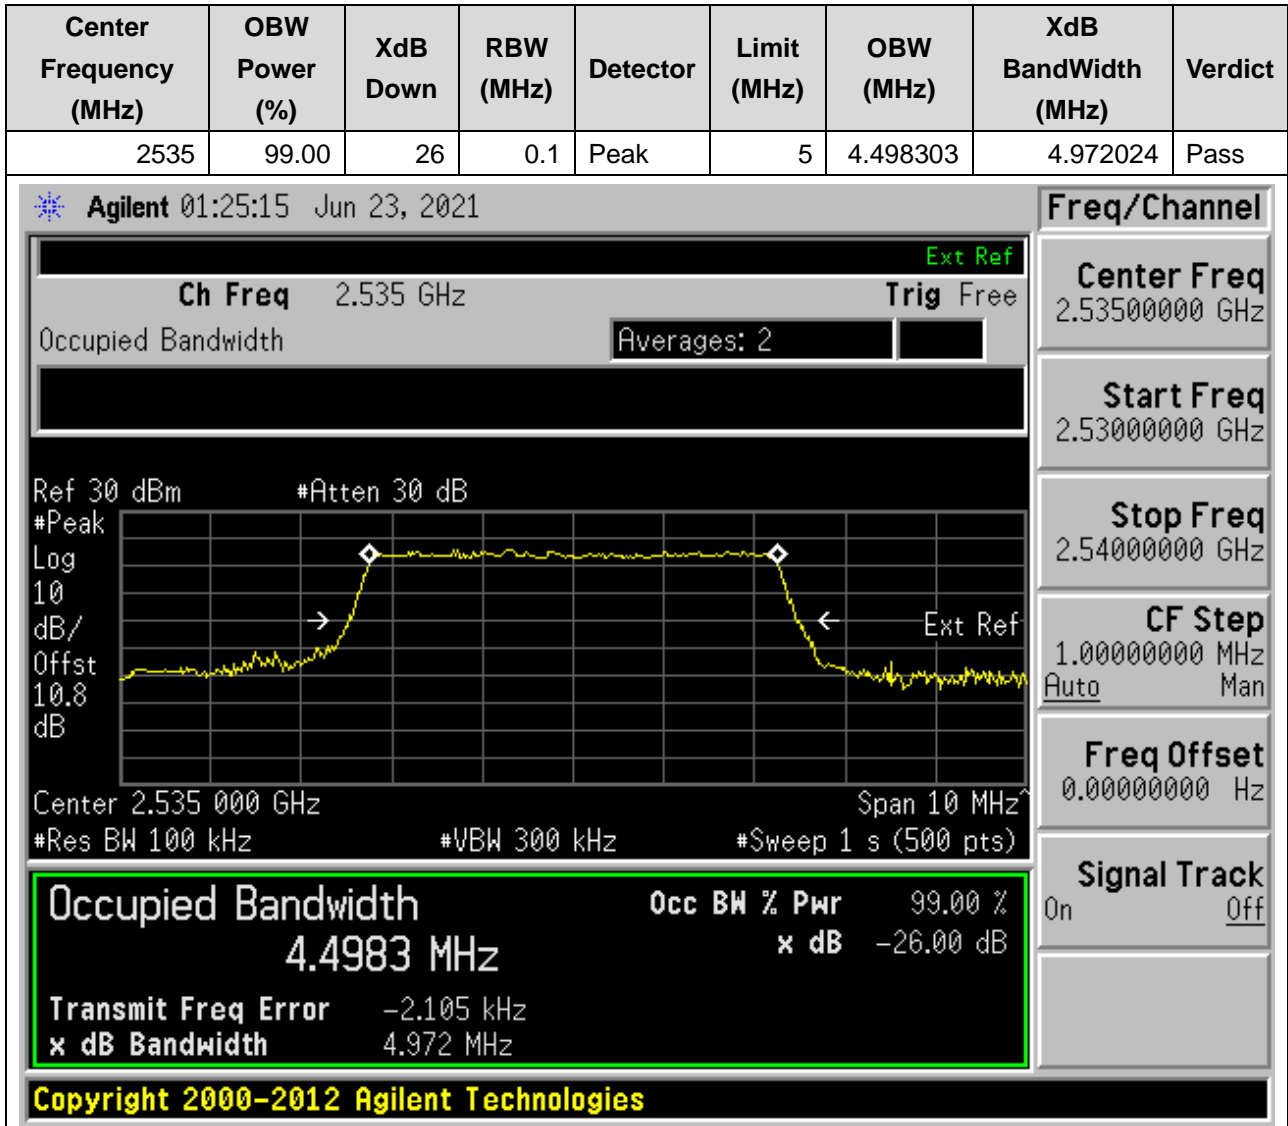 Center Frequency (MHz) OBW Power (%) XdB Down RBW (MHz) Detector Limit (MHz) OBW (MHz) XdB BandWidth (MHz) Verdict
2535 99.00 26 0.1 Peak 5 4.498303 4.972024 Pass
Agilent 01:25:15 Jun 23, 2021
Ext Ref
Ch Freq 2.535 GHz Trig Free
Occupied Bandwidth Averages: 2
Ref 30 dBm #Atten 30 dB
#Peak
Log
10
dB/
Offst
10.8
dB
Ext Ref
Center 2.535 000 GHz Span 10 MHz^
#Res BW 100 kHz #VBW 300 kHz #Sweep 1 s (500 pts)
Occupied Bandwidth
4.4983 MHz
Occ BW % Pwr 99.00 %
x dB -26.00 dB
Transmit Freq Error -2.105 kHz
x dB Bandwidth 4.972 MHz
Copyright 2000-2012 Agilent Technologies
Freq/Channel
Center Freq
2.53500000 GHz
Start Freq
2.53000000 GHz
Stop Freq
2.54000000 GHz
CF Step
1.00000000 MHz
Auto Man
Freq Offset
0.00000000 Hz
Signal Track
On Off